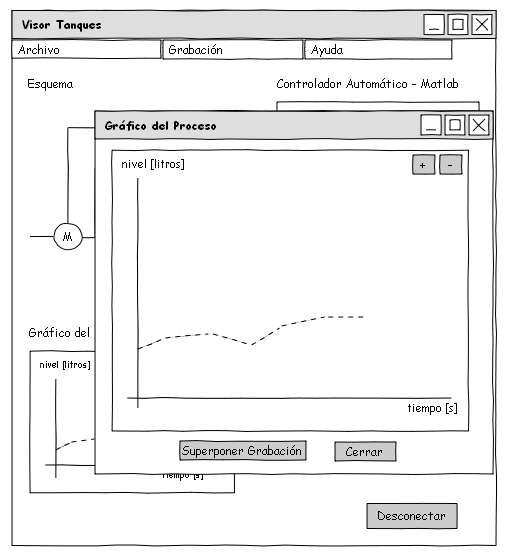 Visor Tanques
Archivo
Grabación
Ayuda
Esquema
Controlador Automático - Matlab
Gráfico del Proceso
nivel [litros]
+
-
M
tiempo [s]
Superponer Grabación
Cerrar
Gráfico del
nivel [litros]
tiempo [s]
Desconectar